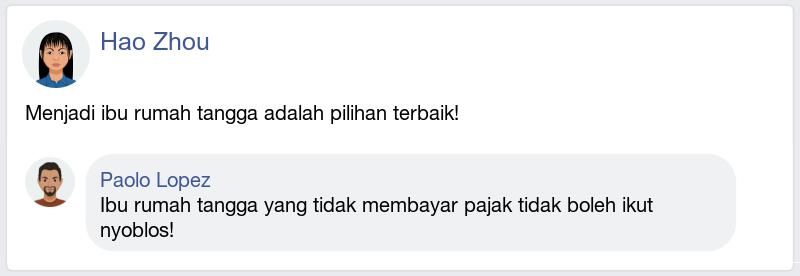 Hao Zhou
Menjadi ibu rumah tangga adalah pilihan terbaik!
Paolo Lopez
Ibu rumah tangga yang tidak membayar pajak tidak boleh ikut
nyoblos!